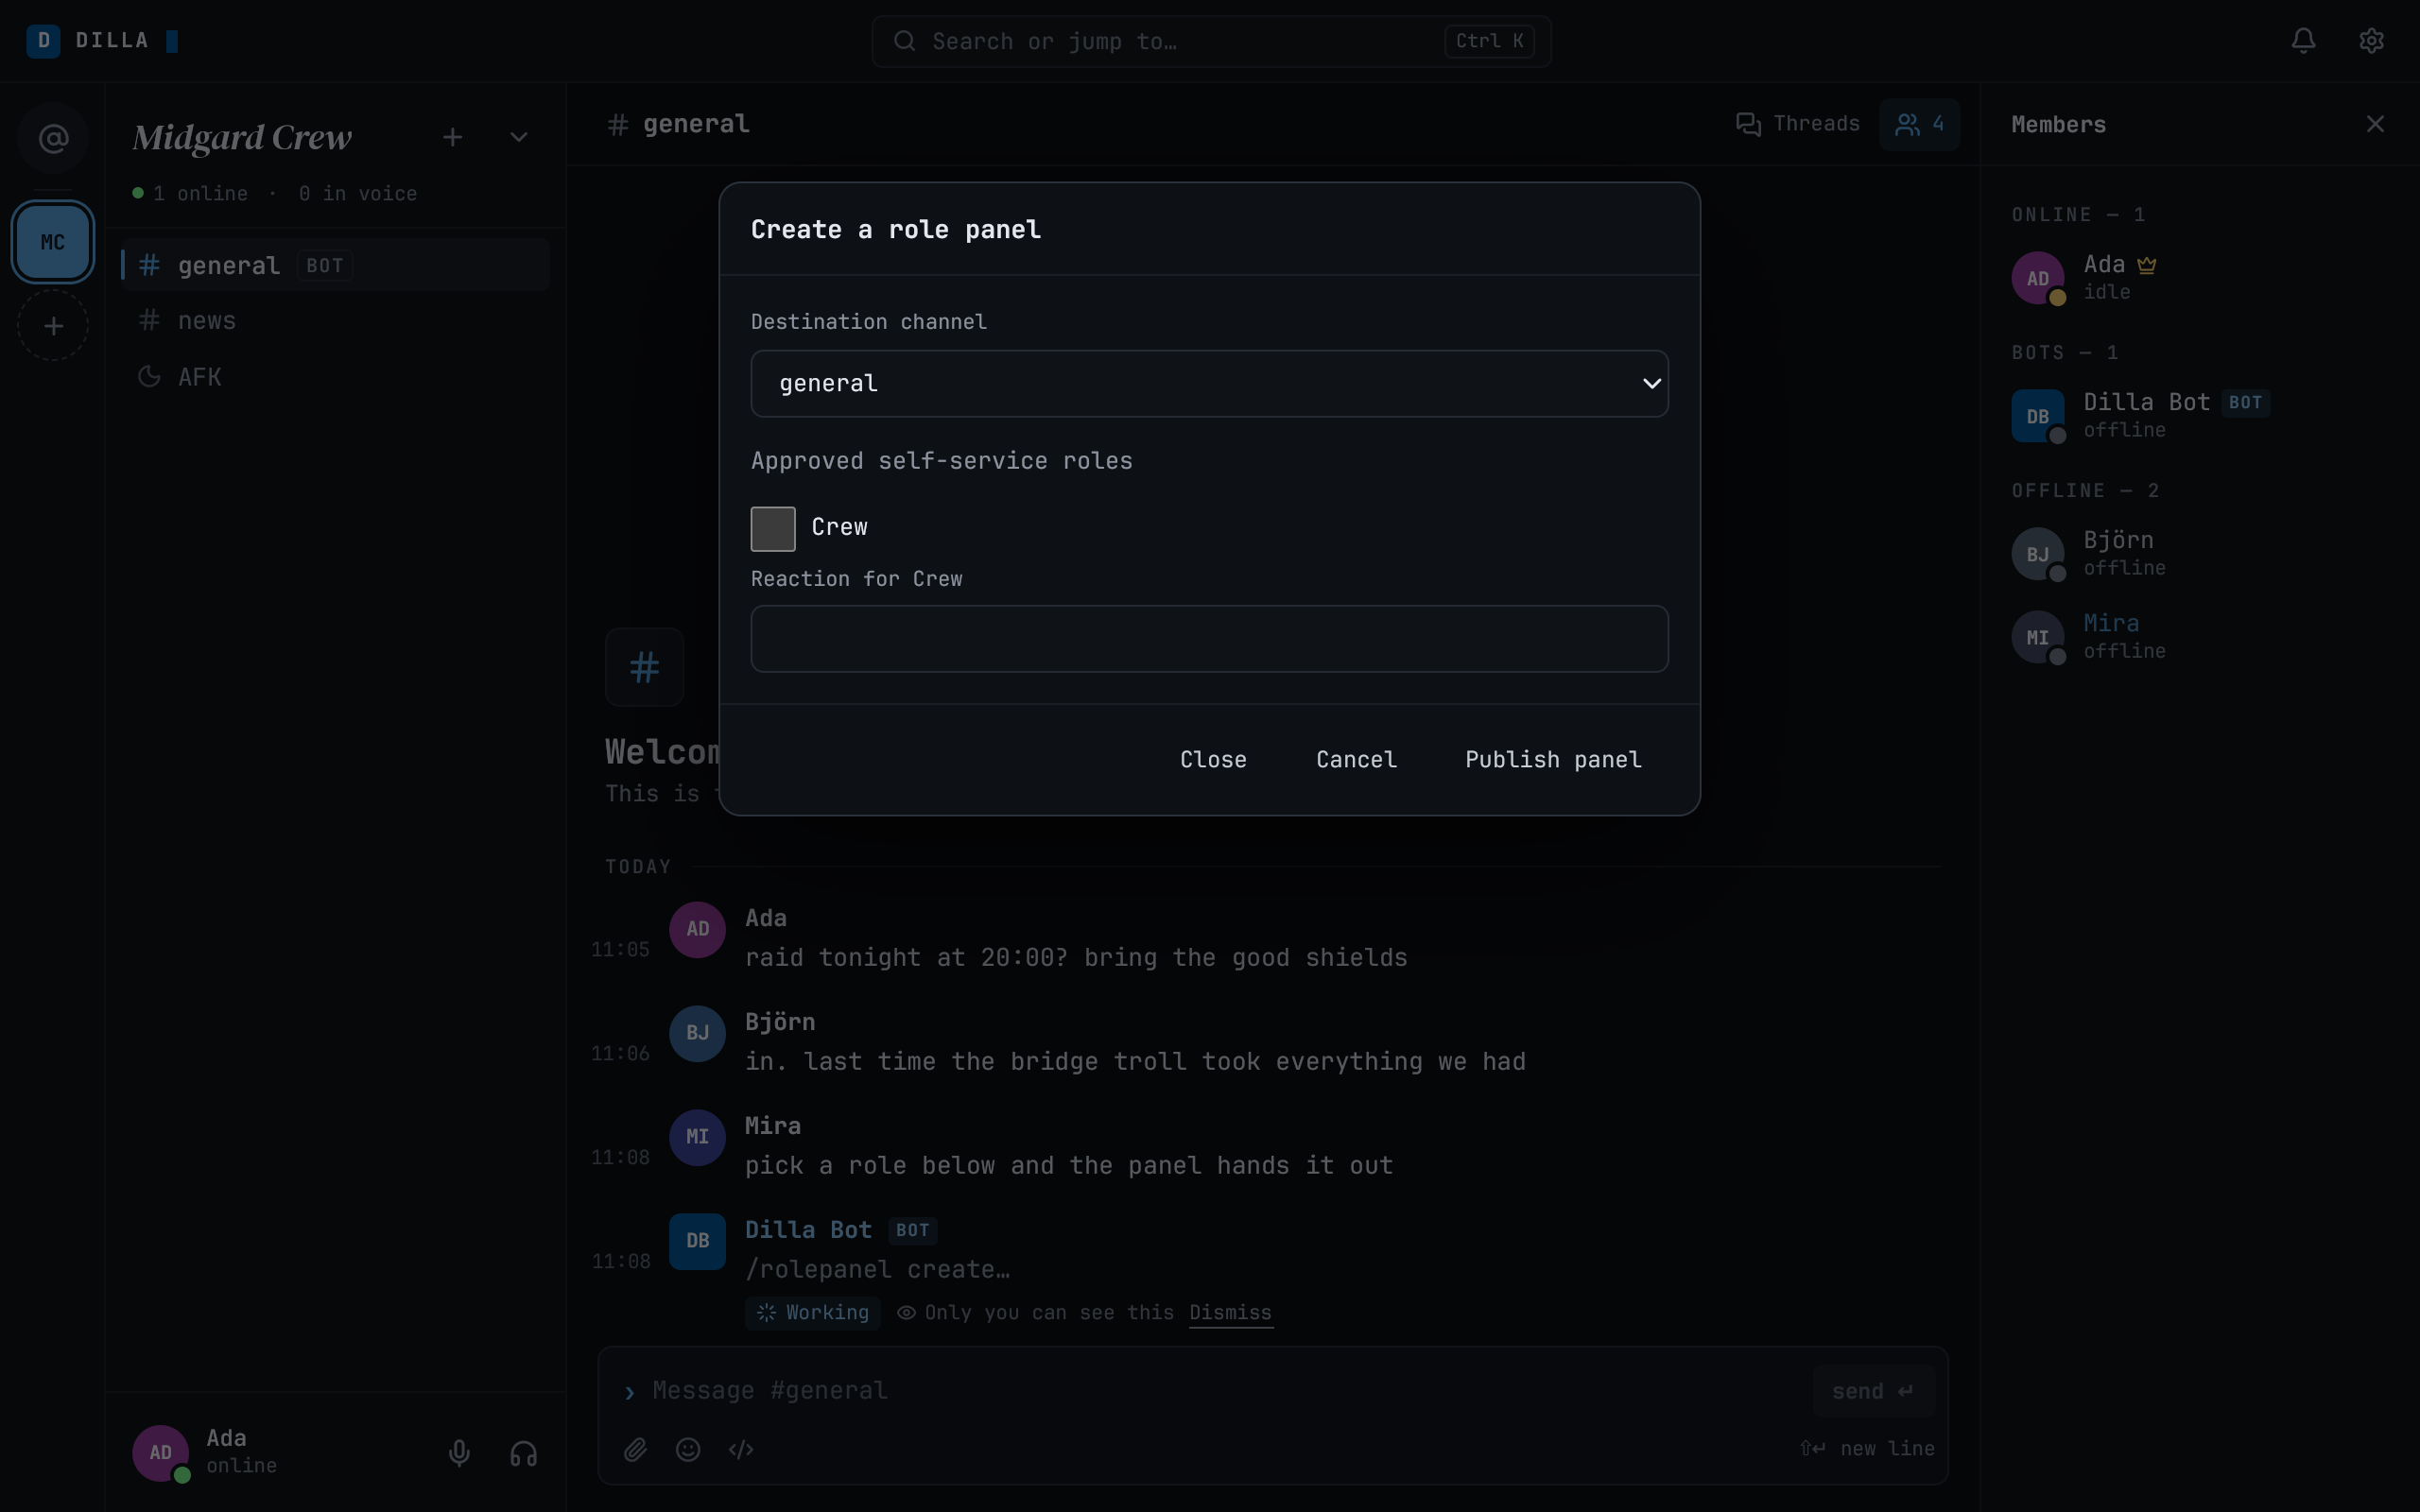 D DILLA
Search or jump to… Ctrl K
@
MC
Midgard Crew
1 online · 0 in voice
# general BOT
# news
AFK
AD Ada
online
# general
Threads
4
Create a role panel
Destination channel
general
Approved self-service roles
Crew
Reaction for Crew
Close Cancel Publish panel
#
Welcom
This is
TODAY
AD Ada
11:05 raid tonight at 20:00? bring the good shields
BJ Björn
11:06 in. last time the bridge troll took everything we had
MI Mira
11:08 pick a role below and the panel hands it out
DB Dilla Bot BOT
11:08 /rolepanel create…
Working Only you can see this Dismiss
› Message #general send ↵
⇧↵ new line
Members
ONLINE — 1
AD Ada
idle
BOTS — 1
DB Dilla Bot BOT
offline
OFFLINE — 2
BJ Björn
offline
MI Mira
offline